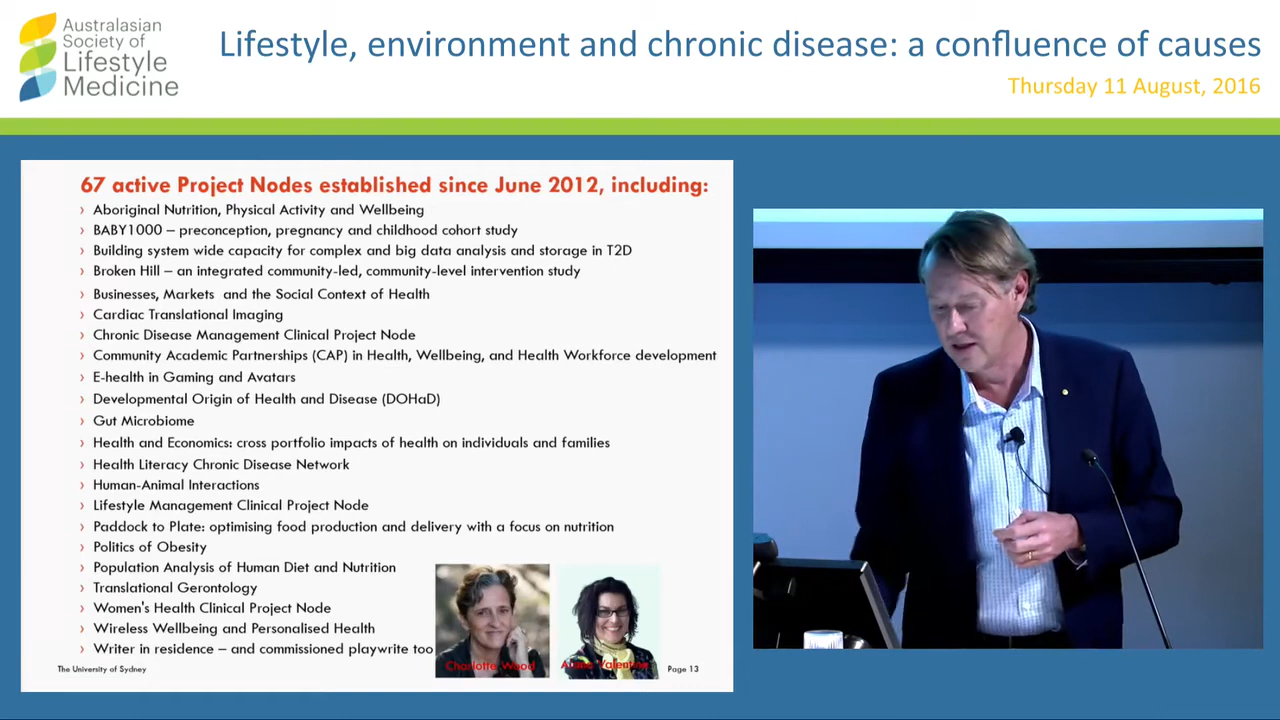 Australasian
Society of
Lifestyle
Medicine
Lifestyle, environment and chronic disease: a confluence of causes
Thursday 11 August, 2016
67 active Project Nodes established since June 2012, including:
› Aboriginal Nutrition, Physical Activity and Wellbeing
› BABY1000 – preconception, pregnancy and childhood cohort study
› Building system wide capacity for complex and big data analysis and storage in T2D
› Broken Hill – an integrated community-led, community-level intervention study
› Businesses, Markets and the Social Context of Health
› Cardiac Translational Imaging
› Chronic Disease Management Clinical Project Node
› Community Academic Partnerships (CAP) in Health, Wellbeing, and Health Workforce development
› E-health in Gaming and Avatars
› Developmental Origin of Health and Disease (DOHaD)
› Gut Microbiome
› Health and Economics: cross portfolio impacts of health on individuals and families
› Health Literacy Chronic Disease Network
› Human-Animal Interactions
› Lifestyle Management Clinical Project Node
› Paddock to Plate: optimising food production and delivery with a focus on nutrition
› Politics of Obesity
› Population Analysis of Human Diet and Nutrition
› Translational Gerontology
› Women's Health Clinical Project Node
› Wireless Wellbeing and Personalised Health
› Writer in residence – and commissioned playwrite too
Charlotte Wood
Valentine
The University of Sydney
Page 13